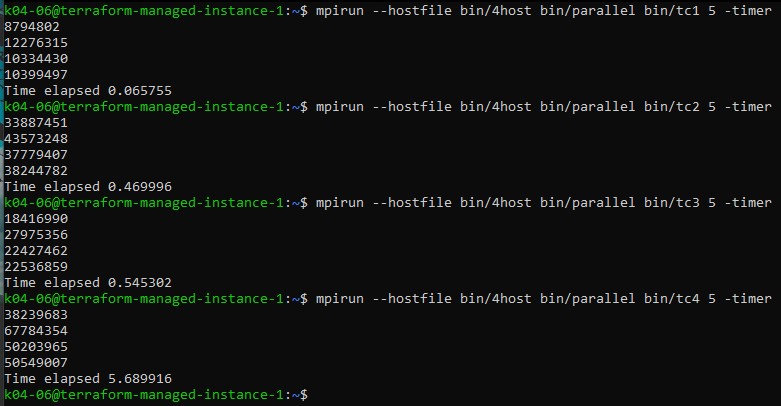 k04-06@terraform-managed-instance-1:~$ mpirun --hostfile bin/4host bin/parallel bin/tc1 5 -timer
8794802
12276315
10334430
10399497
Time elapsed 0.065755
k04-06@terraform-managed-instance-1:~$ mpirun --hostfile bin/4host bin/parallel bin/tc2 5 -timer
33887451
43573248
37779407
38244782
Time elapsed 0.469996
k04-06@terraform-managed-instance-1:~$ mpirun --hostfile bin/4host bin/parallel bin/tc3 5 -timer
18416990
27975356
22427462
22536859
Time elapsed 0.545302
k04-06@terraform-managed-instance-1:~$ mpirun --hostfile bin/4host bin/parallel bin/tc4 5 -timer
38239683
67784354
50203965
50549007
Time elapsed 5.689916
k04-06@terraform-managed-instance-1:~$